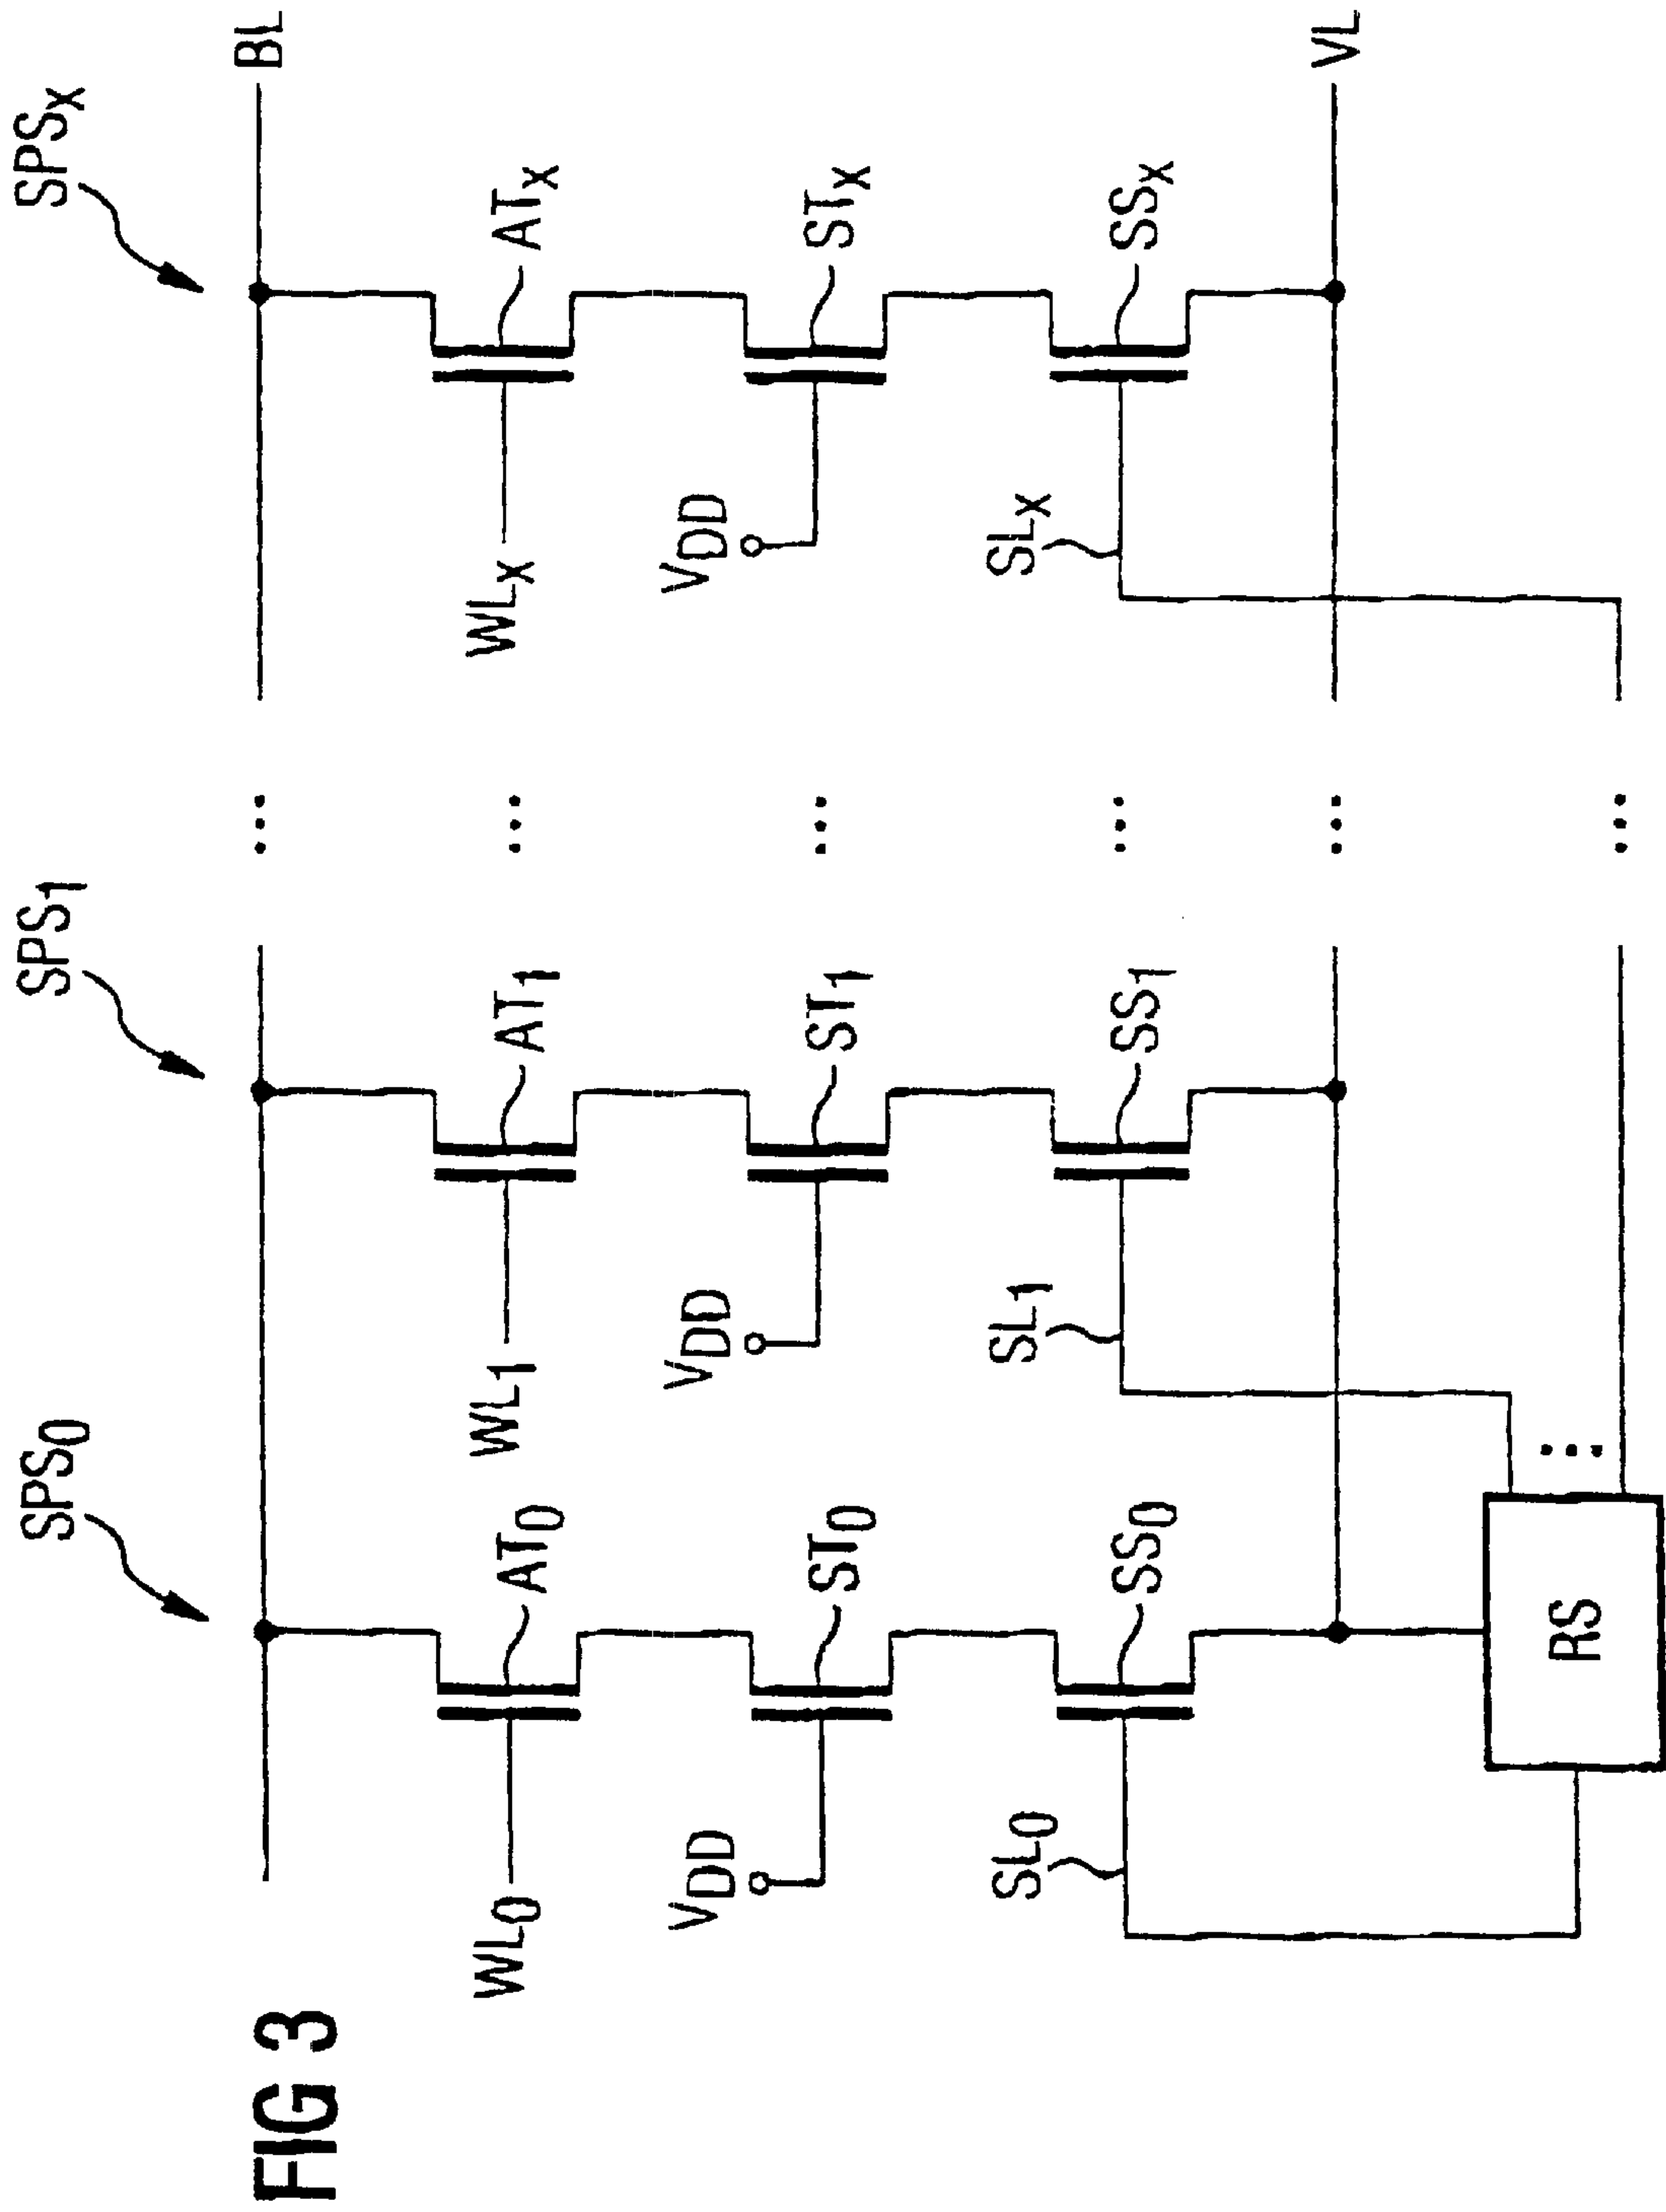 FIG 3
SPS0
SPS1
SPSX
BL
WL0
AT0
WL1
AT1
WLX
ATX
VDD
ST0
VDD
ST1
VDD
STX
SL0
SS0
SL1
SS1
SLX
SSX
VL
RS